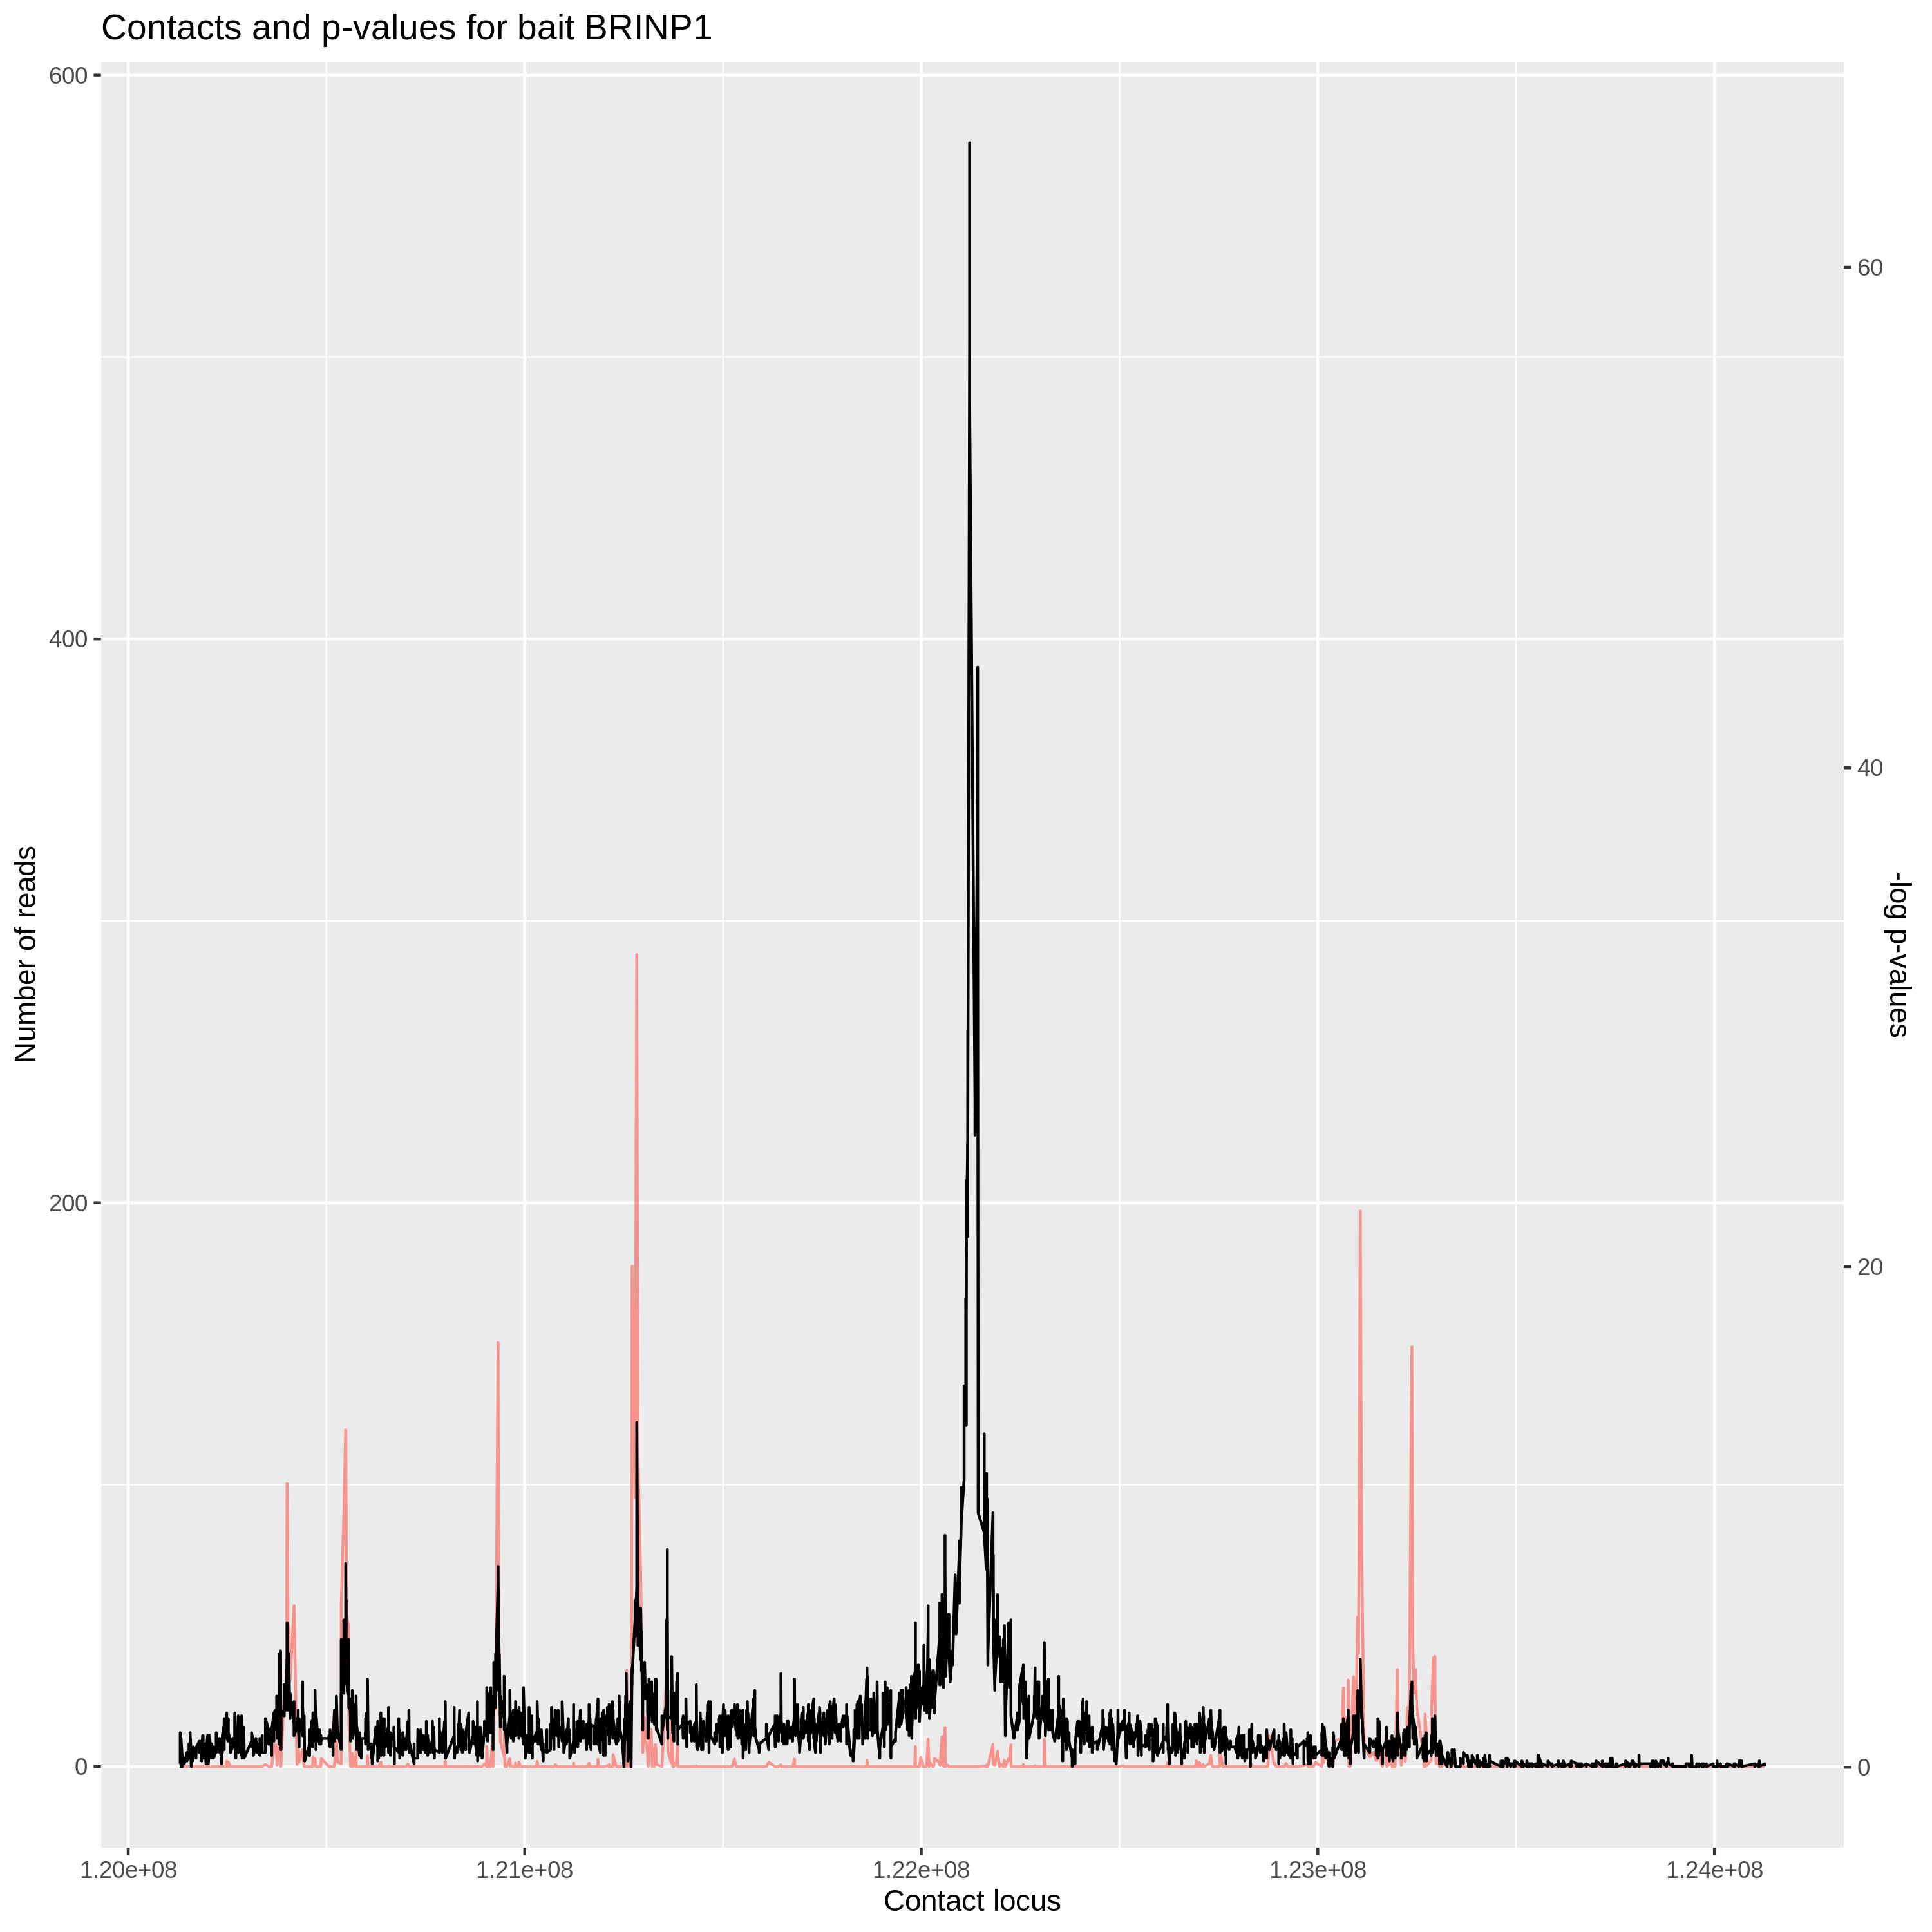 Contacts and p-values for bait BRINP1
600
400
200
0
Number of reads
60
40
20
0
-log p-values
1.20e+08 1.21e+08 1.22e+08 1.23e+08 1.24e+08
Contact locus